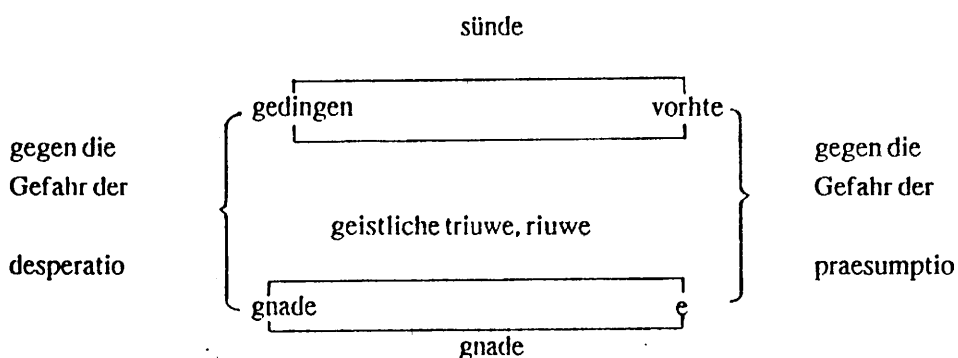 sünde
gedingen vorhte
gegen die gegen die
Gefahr der Gefahr der
geistliche triuwe, riuwe
desperatio praesumptio
gnade e
gnade